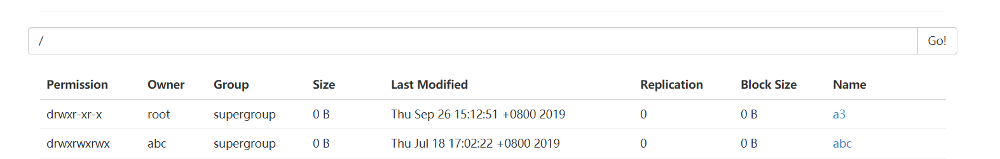 / Go!
Permission Owner Group Size Last Modified Replication Block Size Name
drwxr-xr-x root supergroup 0 B Thu Sep 26 15:12:51 +0800 2019 0 0 B a3
drwxrwxrwx abc supergroup 0 B Thu Jul 18 17:02:22 +0800 2019 0 0 B abc